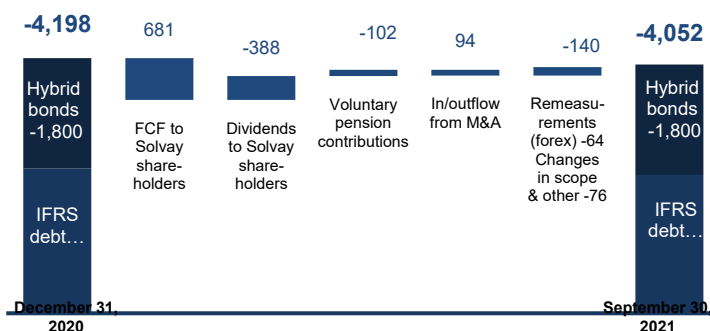 -4,198
Hybrid
bonds
-1,800
IFRS
debt…
December 31,
2020
681
FCF to
Solvay
share-
holders
-388
Dividends
to Solvay
share-
holders
-102
Voluntary
pension
contributions
94
In/outflow
from M&A
-140
Remeasu-
rements
(forex) -64
Changes
in scope
& other -76
-4,052
Hybrid
bonds
-1,800
IFRS
debt…
September 30,
2021